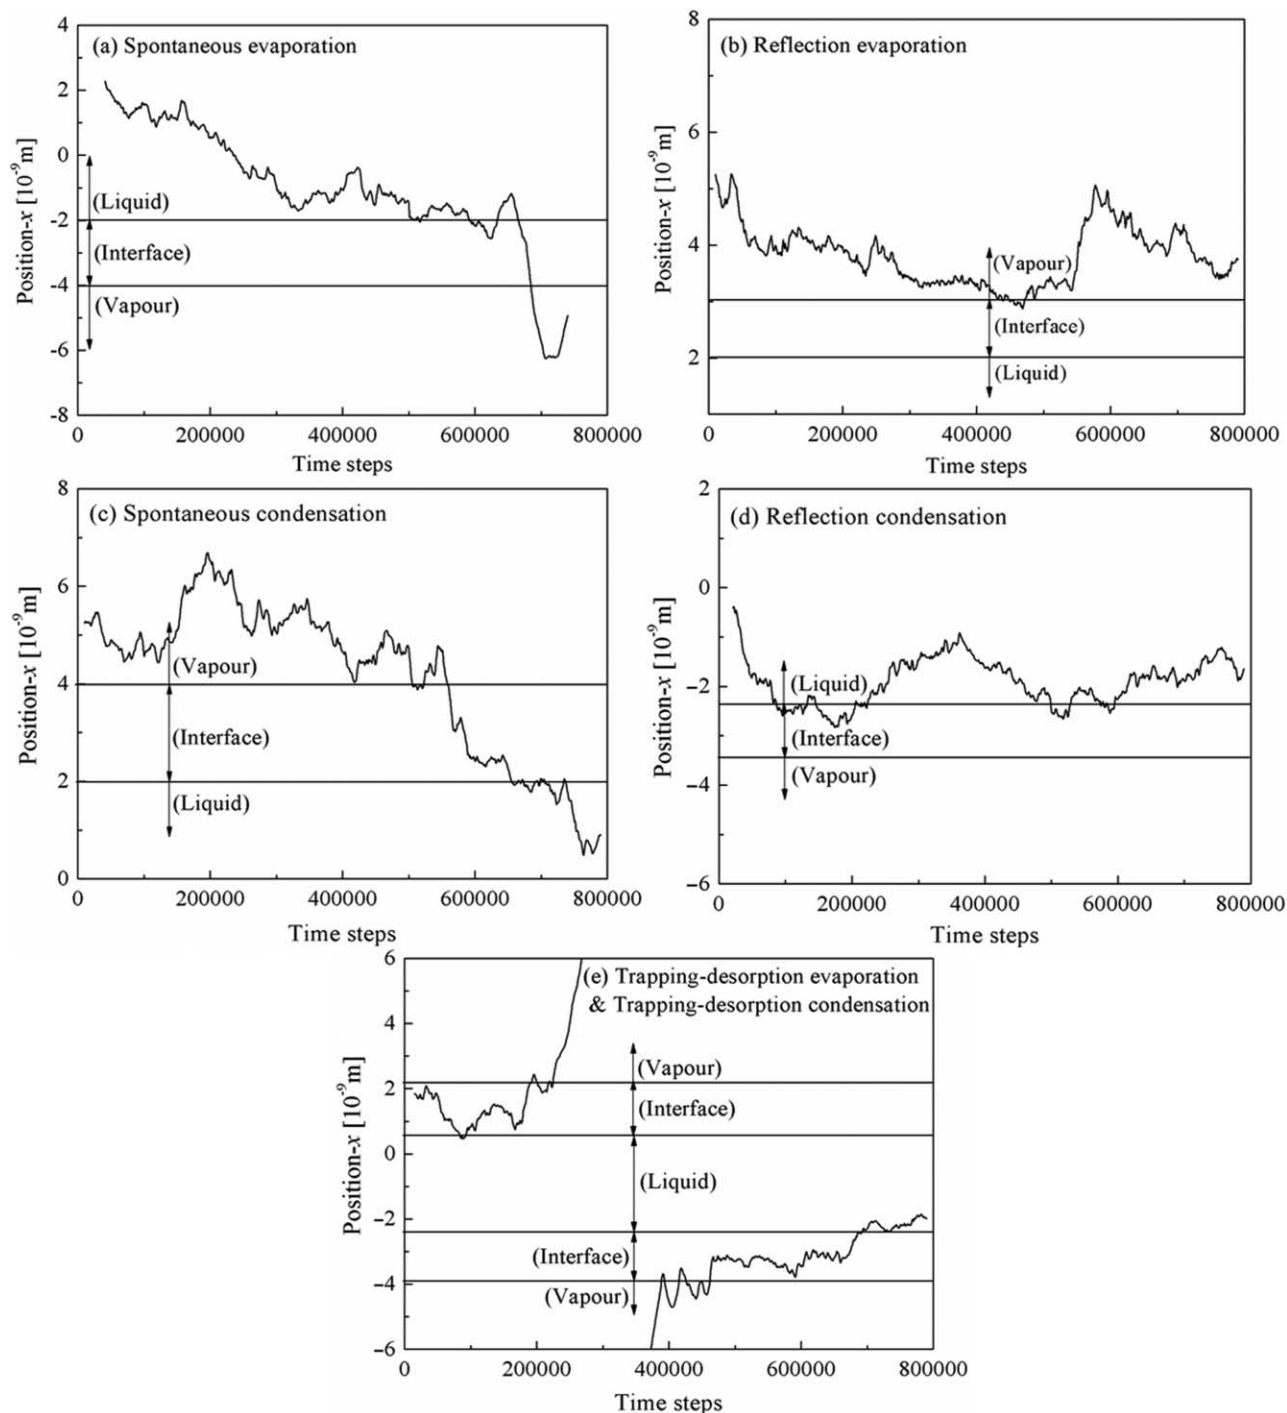 (a) Spontaneous evaporation
4
2
0
-2
-4
-6
-8
Position-x [10⁻⁹m]
(Liquid)
(Interface)
(Vapour)
0 200000 400000 600000 800000
Time steps
(b) Reflection evaporation
8
6
4
2
Position-x [10⁻⁹m]
(Vapour)
(Interface)
(Liquid)
0 200000 400000 600000 800000
Time steps
(c) Spontaneous condensation
8
6
4
2
0
Position-x [10⁻⁹m]
(Vapour)
(Interface)
(Liquid)
0 200000 400000 600000 800000
Time steps
(d) Reflection condensation
2
0
−2
−4
−6
Position-x [10⁻⁹m]
(Liquid)
(Interface)
(Vapour)
0 200000 400000 600000 800000
Time steps
(e) Trapping-desorption evaporation
& Trapping-desorption condensation
6
4
2
0
−2
−4
−6
Position-x [10⁻⁹m]
(Vapour)
(Interface)
(Liquid)
(Interface)
(Vapour)
0 200000 400000 600000 800000
Time steps